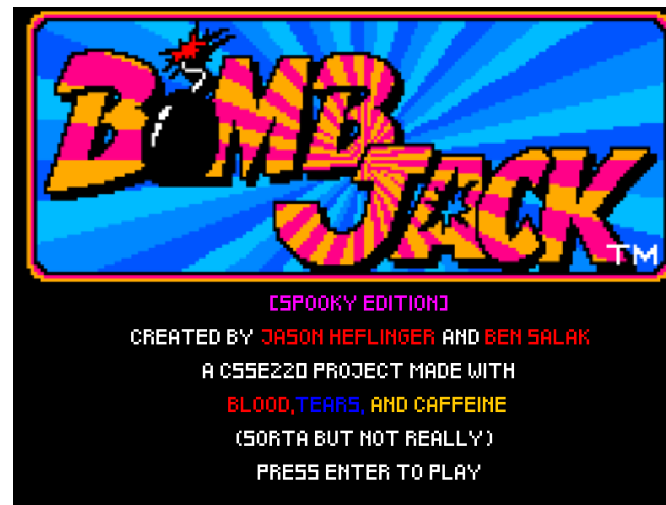 BOMB
JACK
TM
[SPOOKY EDITION]
CREATED BY JASON HEFLINGER AND BEN SALAK
A CSSE220 PROJECT MADE WITH
BLOOD,TEARS, AND CAFFEINE
(SORTA BUT NOT REALLY)
PRESS ENTER TO PLAY